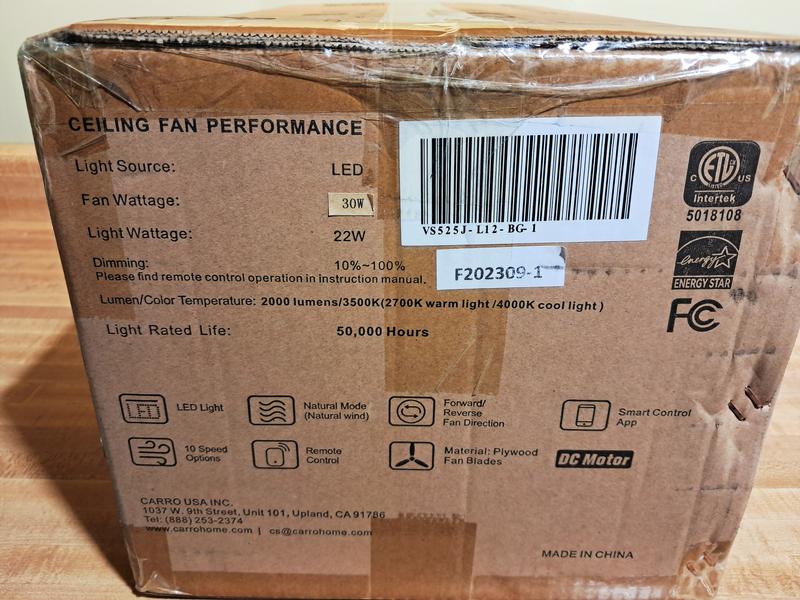 CEILING FAN PERFORMANCE
Light Source: LED
Fan Wattage: 30W
Light Wattage: 22W
Dimming: 10%~100%
Please find remote control operation in instruction manual.
Lumen/Color Temperature: 2000 lumens/3500K(2700K warm light /4000K cool light )
Light Rated Life: 50,000 Hours
VS525J-L12-BG-1
F202309-1
C ETL US
Intertek
5018108
energy
ENERGY STAR
FC
LED
LED Light
Natural Mode
(Natural wind)
Forward/
Reverse
Fan Direction
Smart Control
App
10 Speed
Options
Remote
Control
Material: Plywood
Fan Blades
DC Motor
CARRO USA INC.
1037 W. 9th Street, Unit 101, Upland, CA 91786
Tel: (888) 253-2374
www.carrohome.com | cs@carrohome.com
MADE IN CHINA